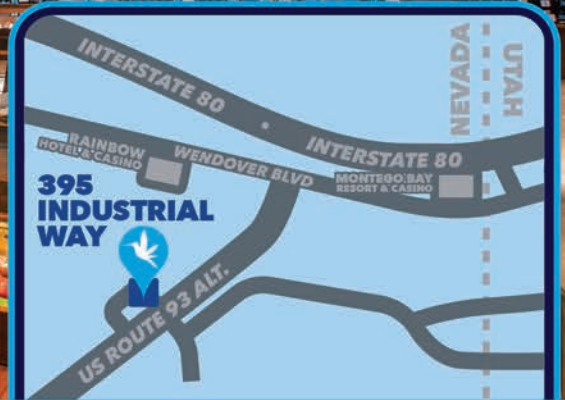 INTERSTATE 80
NEVADA
UTAH
INTERSTATE 80
RAINBOW
HOTEL & CASINO
WENDOVER BLVD
MONTEGO BAY
RESORT & CASINO
395
INDUSTRIAL
WAY
US ROUTE 93 ALT.